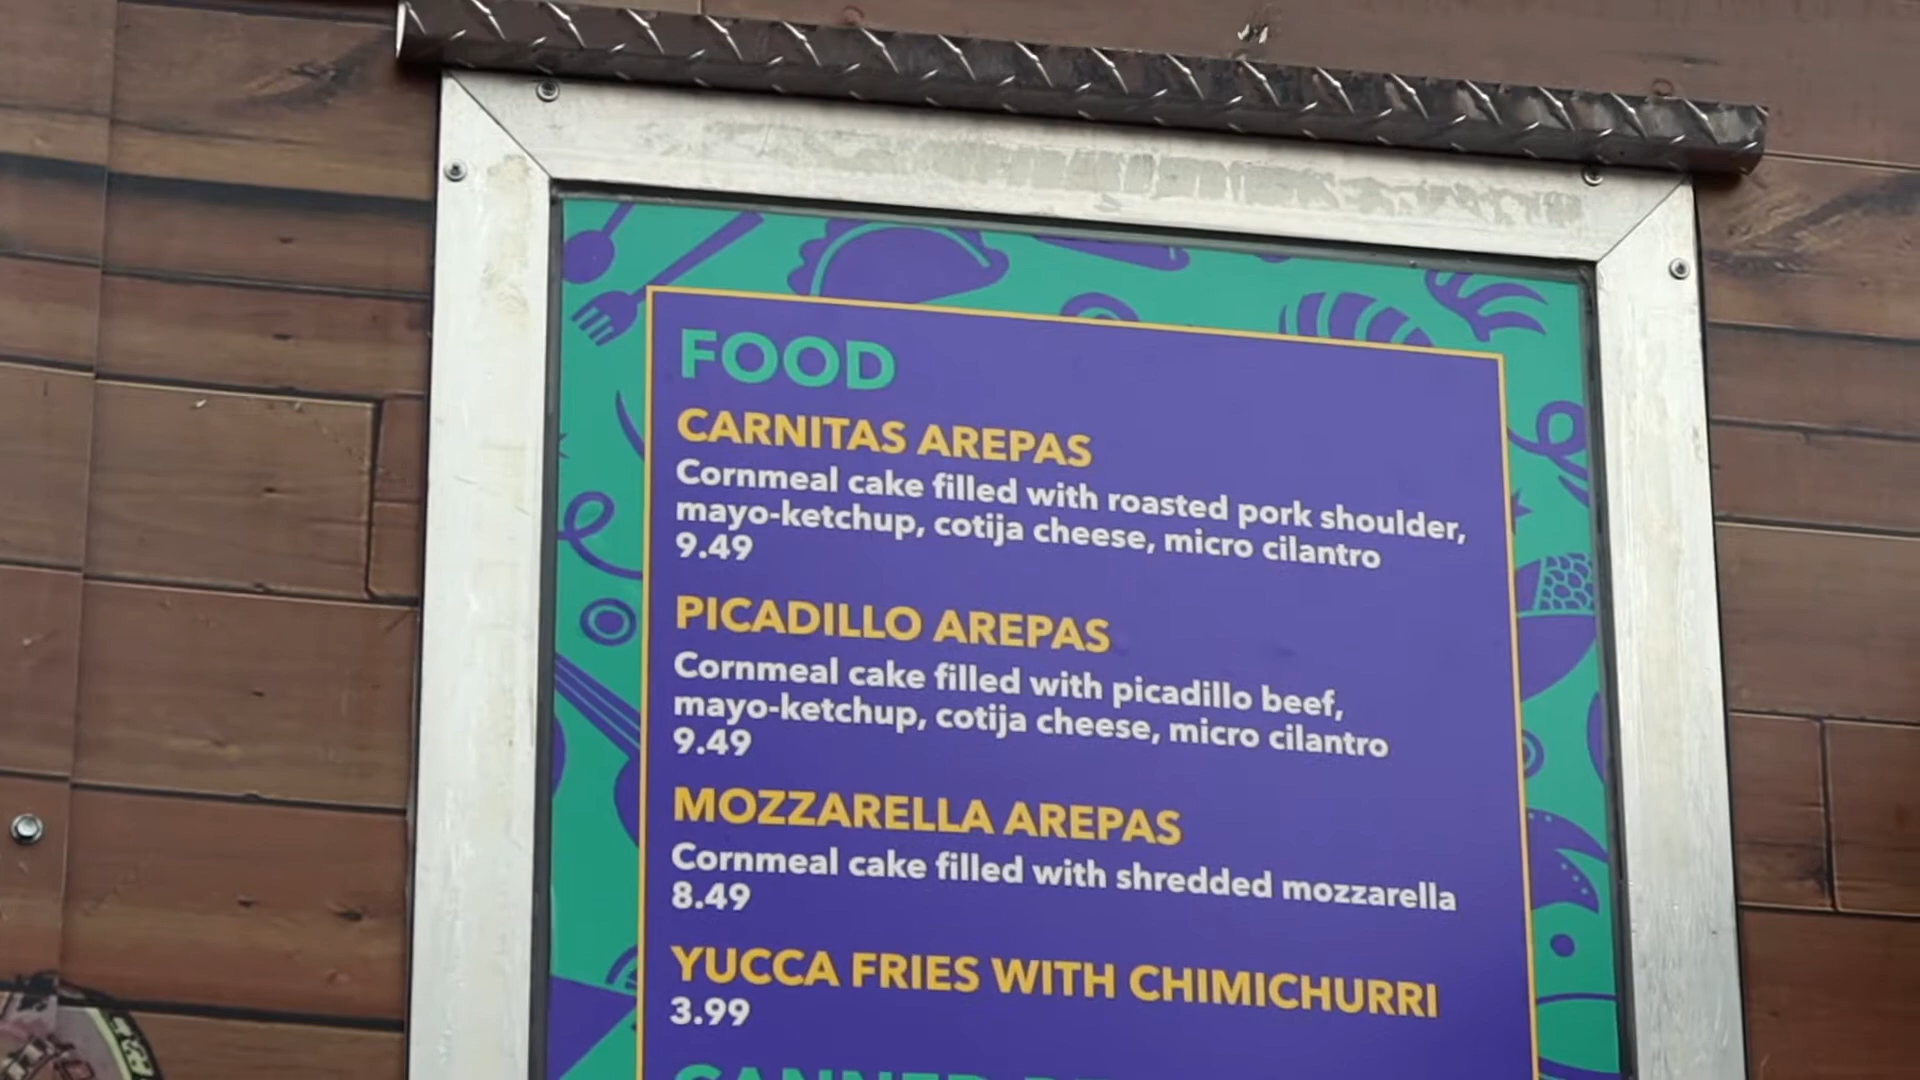 FOOD
CARNITAS AREPAS
Cornmeal cake filled with roasted pork shoulder,
mayo-ketchup, cotija cheese, micro cilantro
9.49
PICADILLO AREPAS
Cornmeal cake filled with picadillo beef,
mayo-ketchup, cotija cheese, micro cilantro
9.49
MOZZARELLA AREPAS
Cornmeal cake filled with shredded mozzarella
8.49
YUCCA FRIES WITH CHIMICHURRI
3.99
CANNED